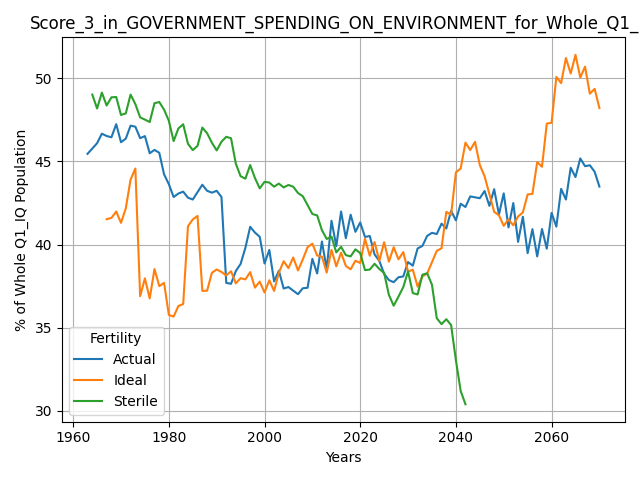 Score_3_in_GOVERNMENT_SPENDING_ON_ENVIRONMENT_for_Whole_Q1_
50
45
40
35
30
% of Whole Q1_IQ Population
Fertility
Actual
Ideal
Sterile
1960 1980 2000 2020 2040 2060
Years